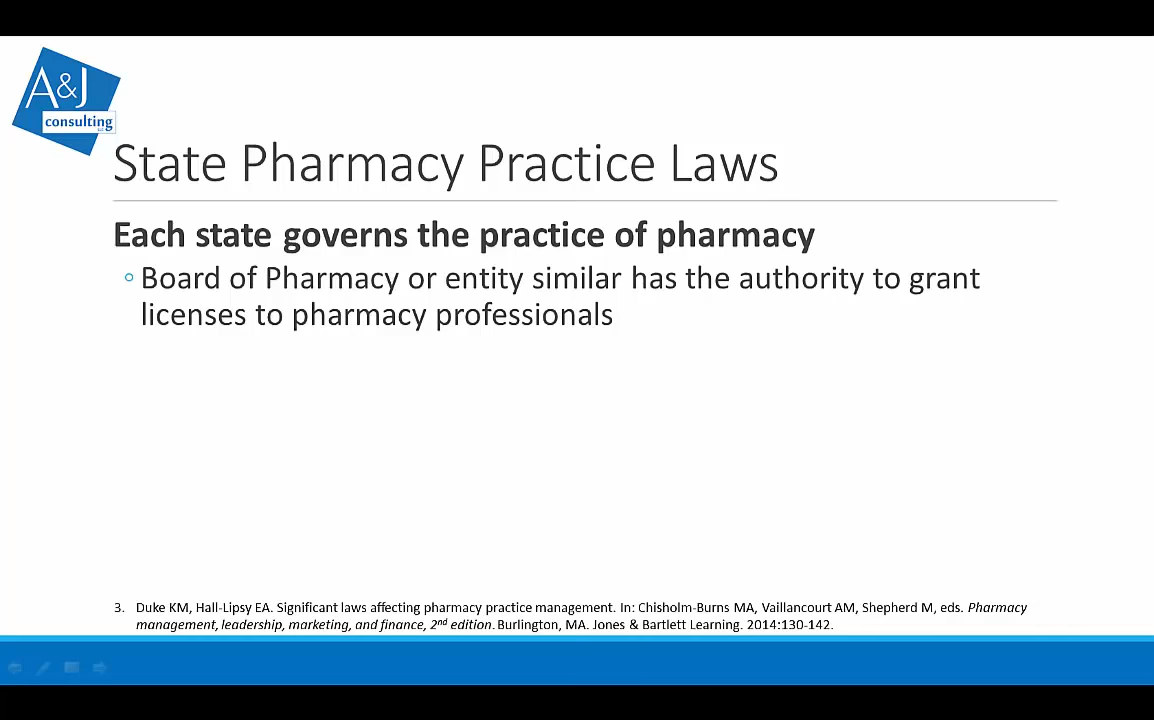 A&J
consulting
State Pharmacy Practice Laws
Each state governs the practice of pharmacy
Board of Pharmacy or entity similar has the authority to grant
licenses to pharmacy professionals
3. Duke KM, Hall-Lipsy EA. Significant laws affecting pharmacy practice management. In: Chisholm-Burns MA, Vaillancourt AM, Shepherd M, eds. Pharmacy
management, leadership, marketing, and finance, 2nd edition. Burlington, MA. Jones & Bartlett Learning. 2014:130-142.